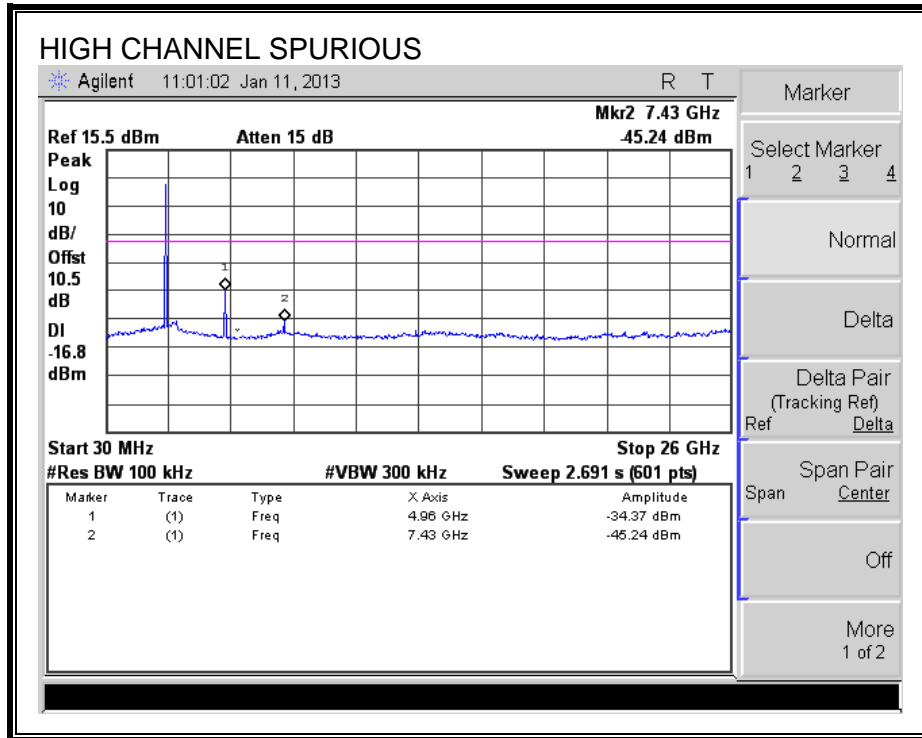 HIGH CHANNEL SPURIOUS
Agilent 11:01:02 Jan 11, 2013 R T
Mkr2 7.43 GHz
Ref 15.5 dBm Atten 15 dB -45.24 dBm
Peak
Log
10
dB/
Offst
10.5
dB
DI
-16.8
dBm
1
2
Start 30 MHz Stop 26 GHz
#Res BW 100 kHz #VBW 300 kHz Sweep 2.691 s (601 pts)
Marker Trace Type X Axis Amplitude
1 (1) Freq 4.96 GHz -34.37 dBm
2 (1) Freq 7.43 GHz -45.24 dBm
Marker
Select Marker
1 2 3 4
Normal
Delta
Delta Pair
(Tracking Ref)
Ref Delta
Span Pair
Span Center
Off
More
1 of 2